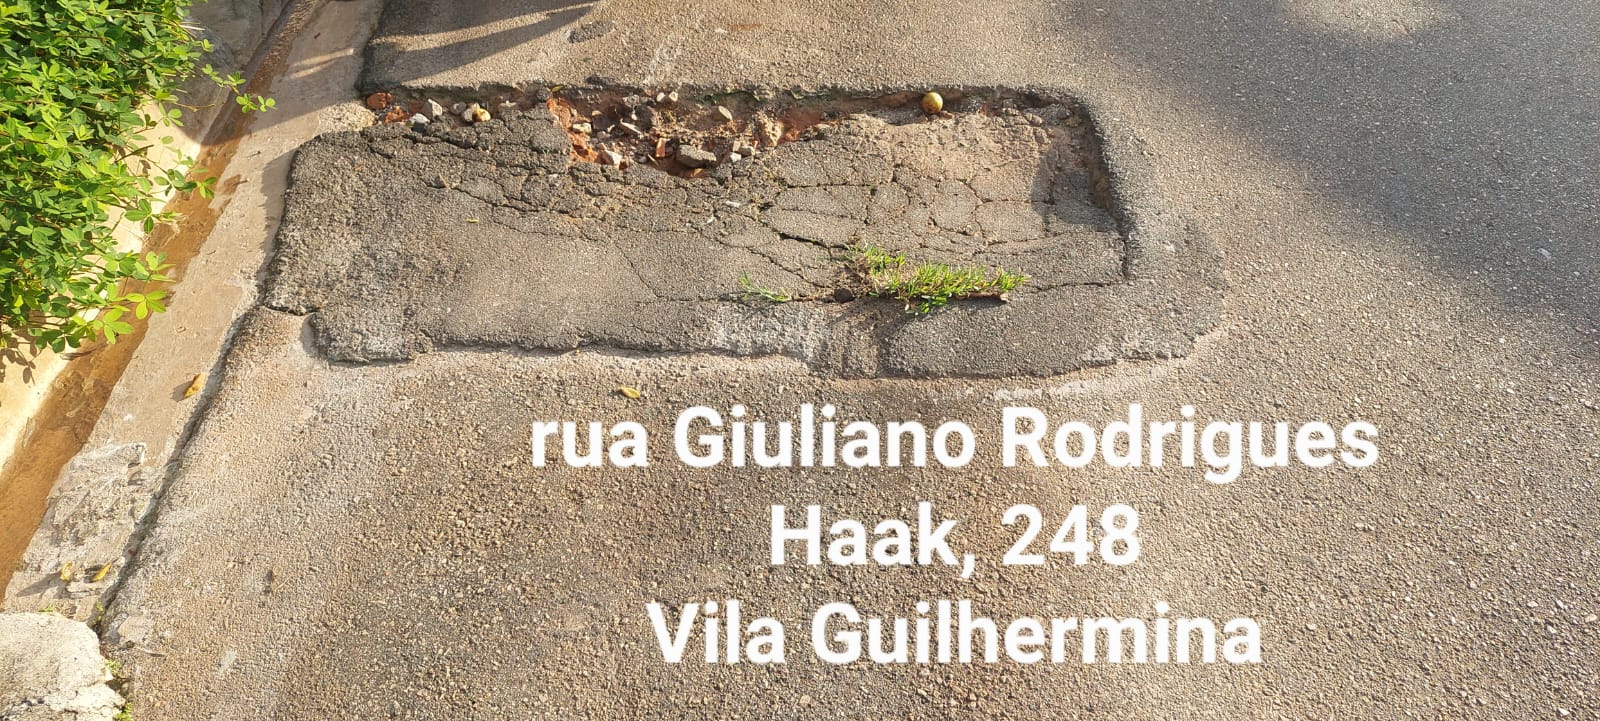 rua Giuliano Rodrigues
Haak, 248
Vila Guilhermina